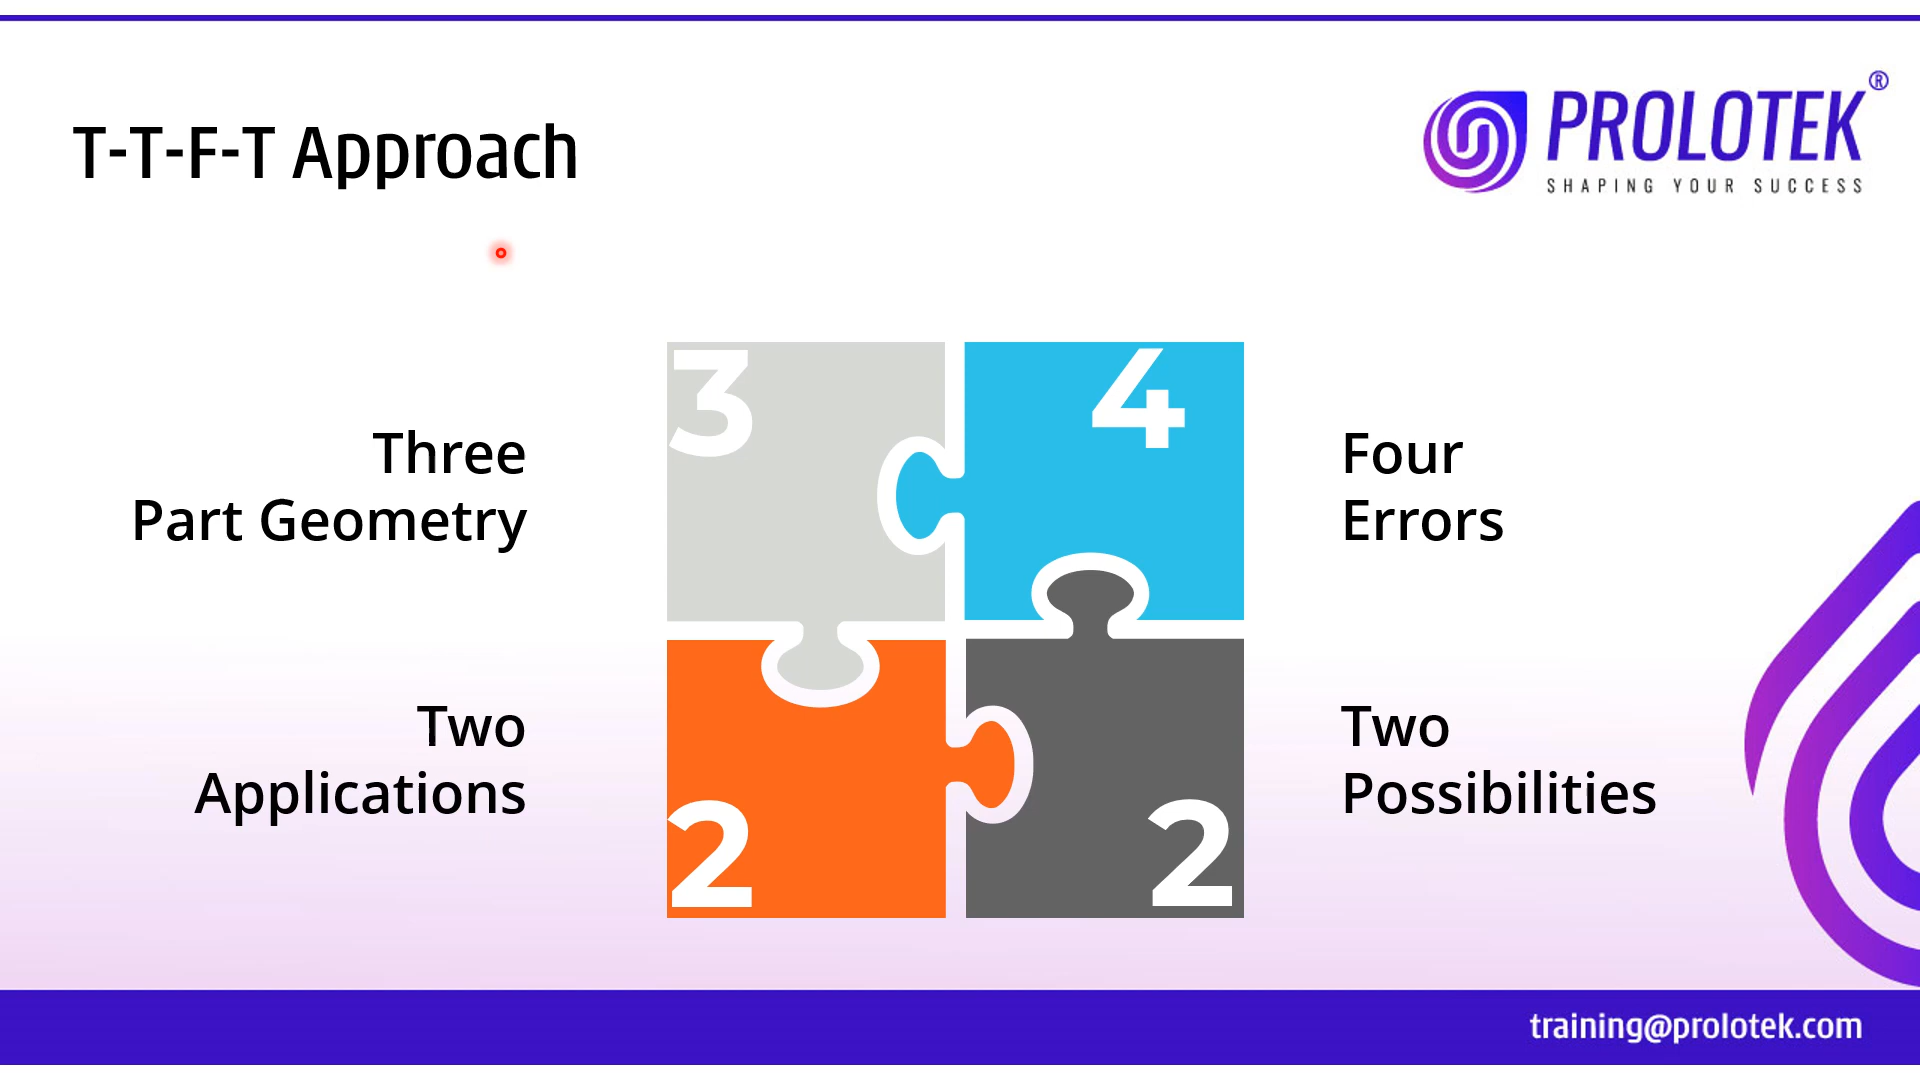 T-T-F-T Approach
PROLOTEK®
SHAPING YOUR SUCCESS
3
4
Three
Part Geometry
Four
Errors
Two
Applications
Two
Possibilities
2
2
training@prolotek.com